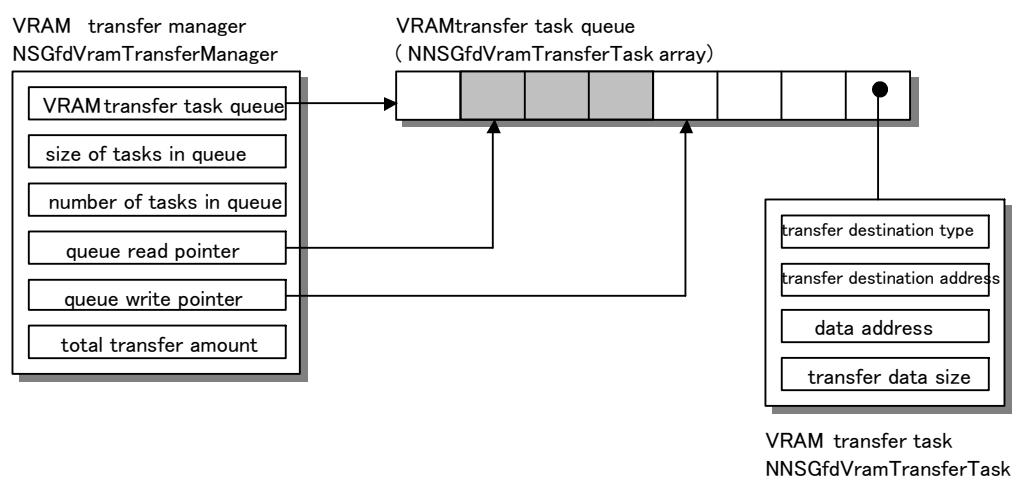 VRAM transfer manager
NSGfdVramTransferManager
VRAMtransfer task queue
size of tasks in queue
number of tasks in queue
queue read pointer
queue write pointer
total transfer amount
VRAMtransfer task queue
( NNSGfdVramTransferTask array)
transfer destination type
transfer destination address
data address
transfer data size
VRAM transfer task
NNSGfdVramTransferTask